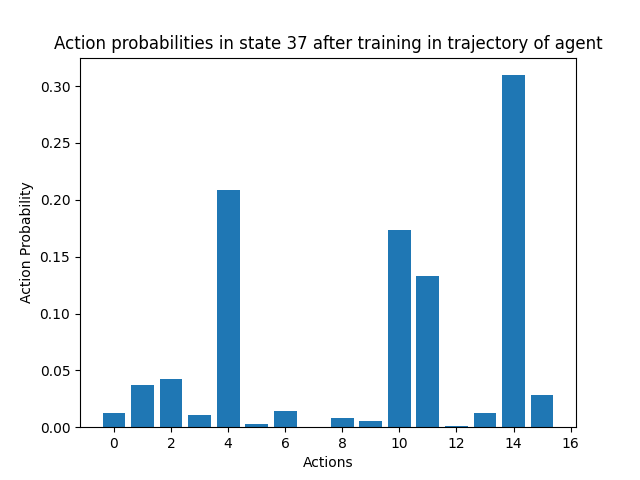 Action probabilities in state 37 after training in trajectory of agent
0.30
0.25
0.20
0.15
0.10
0.05
0.00
Action Probability
0 2 4 6 8 10 12 14 16
Actions